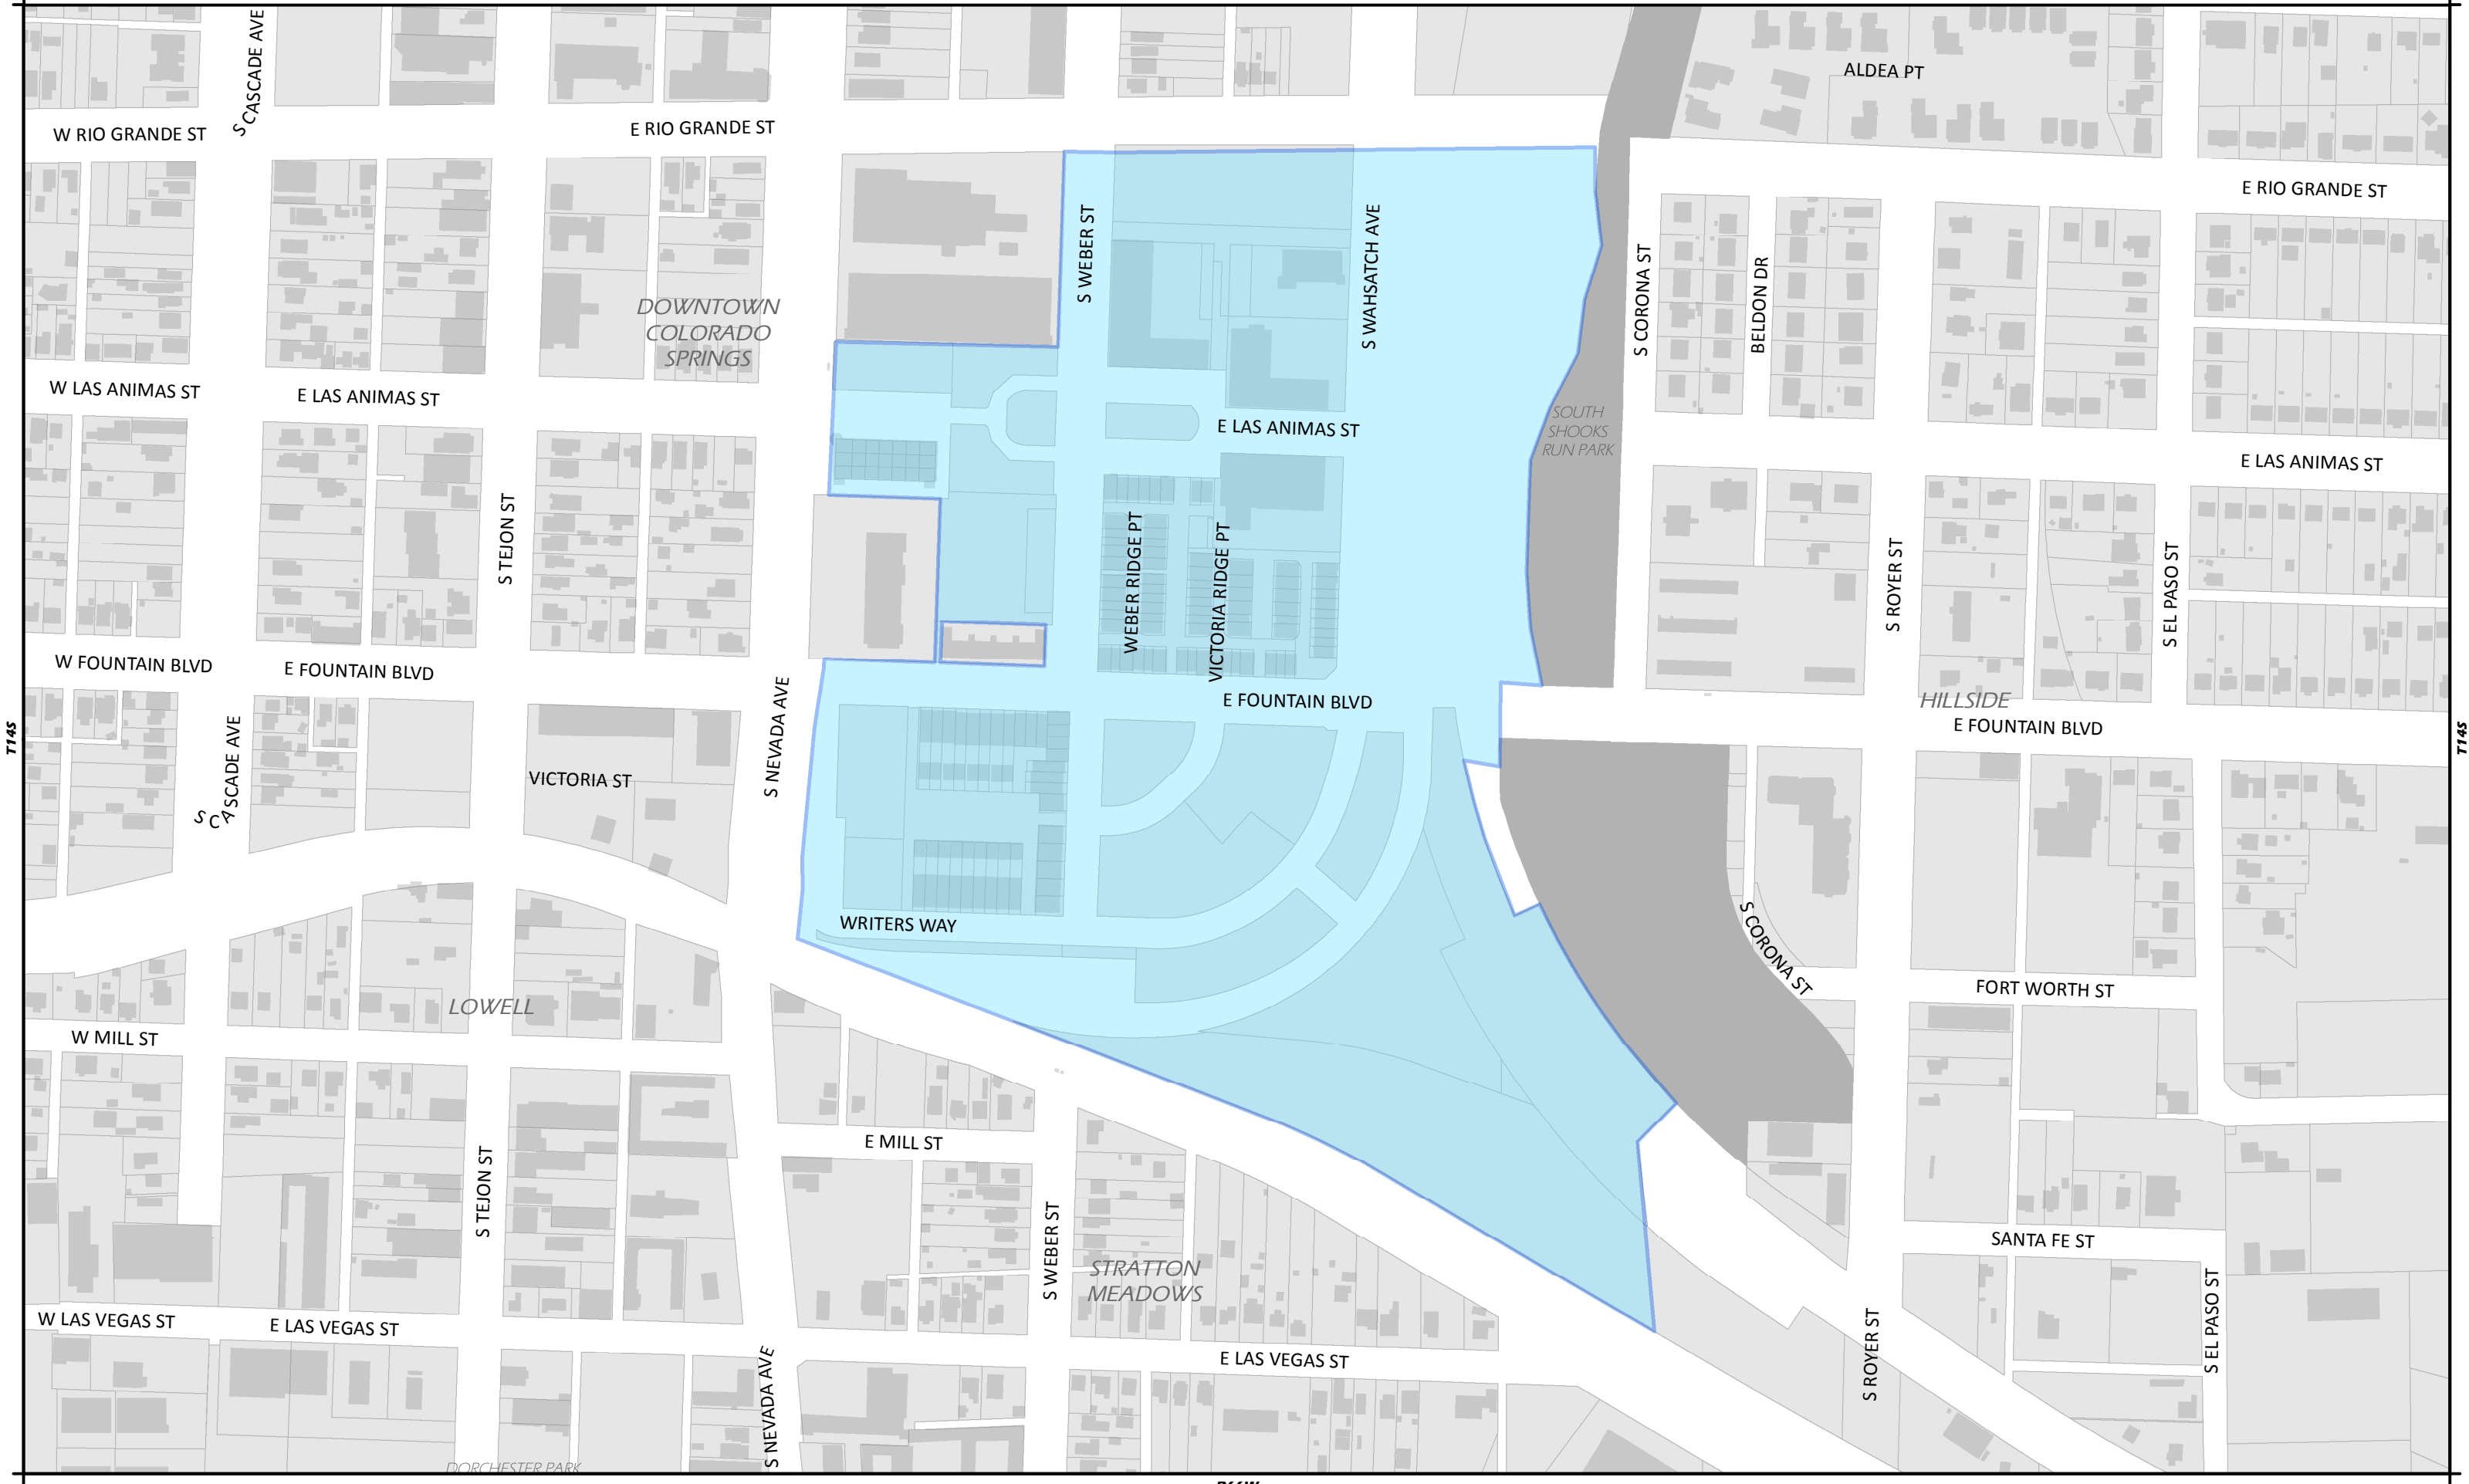 S CASCADE AVE
ALDEA PT
W RIO GRANDE ST
E RIO GRANDE ST
E RIO GRANDE ST
S WEBER ST
S WAHSATCH AVE
S CORONA ST
BELDON DR
DOWNTOWN
COLORADO
SPRINGS
W LAS ANIMAS ST
E LAS ANIMAS ST
E LAS ANIMAS ST
SOUTH
SHOOKS
RUN PARK
E LAS ANIMAS ST
S TEJON ST
WEBER RIDGE PT
VICTORIA RIDGE PT
S ROYER ST
S EL PASO ST
W FOUNTAIN BLVD
E FOUNTAIN BLVD
E FOUNTAIN BLVD
HILLSIDE
E FOUNTAIN BLVD
T14S
T14S
S CASCADE AVE
S NEVADA AVE
VICTORIA ST
WRITERS WAY
S CORONA ST
FORT WORTH ST
LOWELL
W MILL ST
E MILL ST
S TEJON ST
S WEBER ST
STRATTON
MEADOWS
SANTA FE ST
W LAS VEGAS ST
E LAS VEGAS ST
E LAS VEGAS ST
S ROYER ST
S EL PASO ST
S NEVADA AVE
DORCHESTER PARK